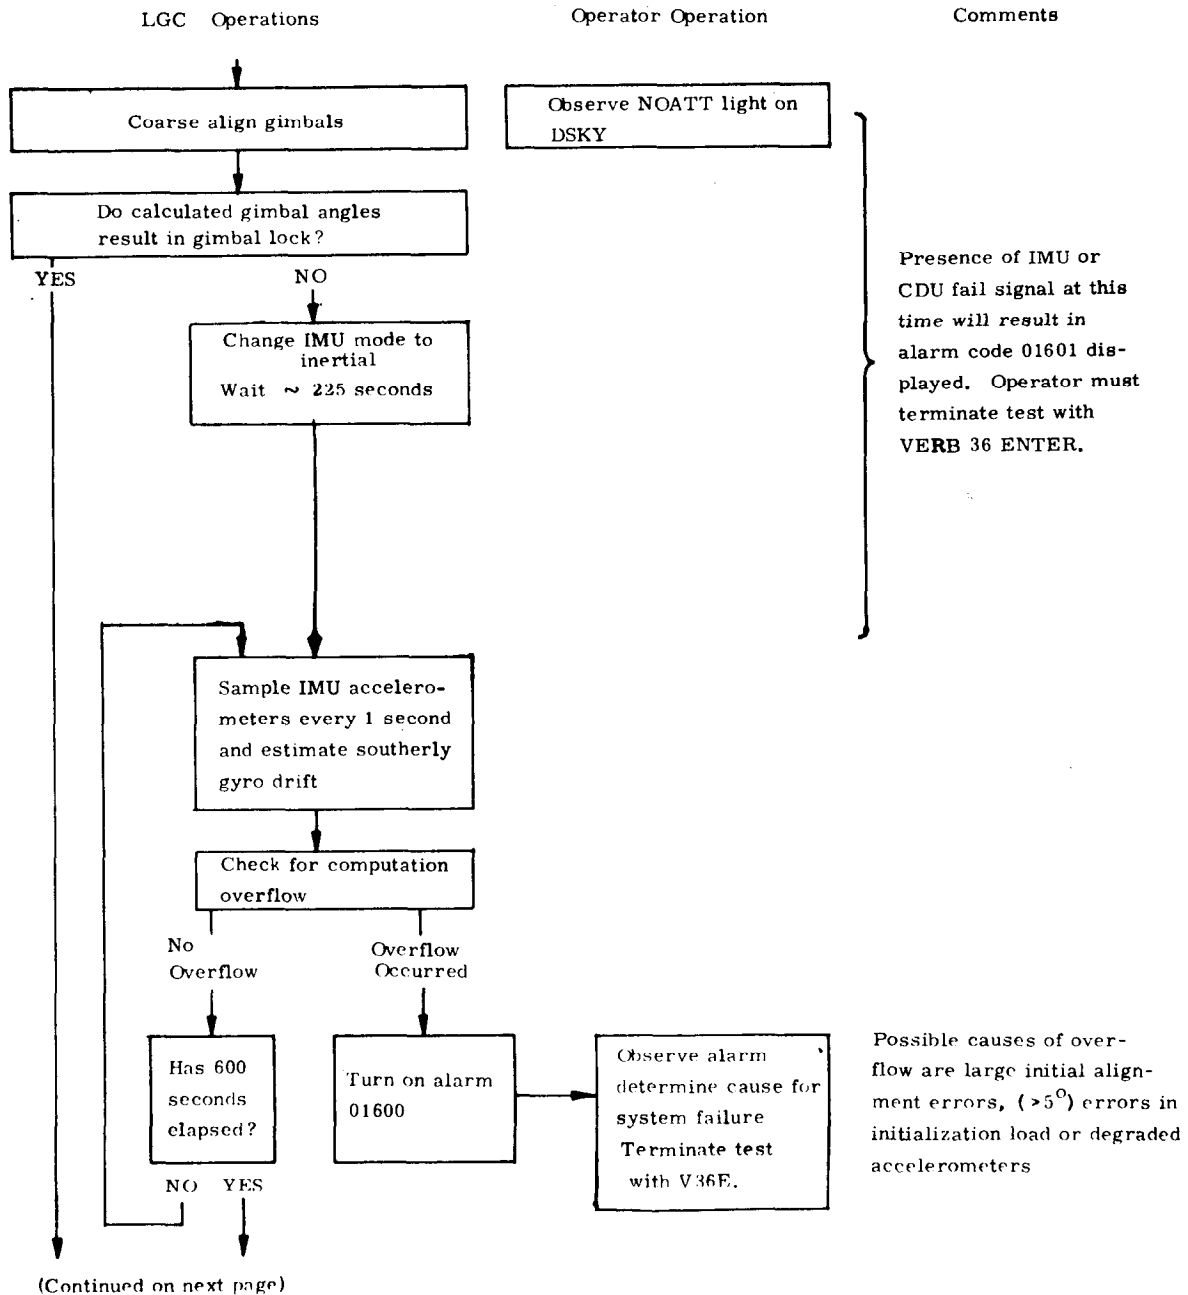 LGC Operations
Operator Operation
Comments
Coarse align gimbals
Observe NOATT light on
DSKY
Do calculated gimbal angles
result in gimbal lock?
YES
NO
Change IMU mode to
inertial
Wait ~ 225 seconds
Presence of IMU or
CDU fail signal at this
time will result in
alarm code 01601 dis-
played. Operator must
terminate test with
VERB 36 ENTER.
Sample IMU accelero-
meters every 1 second
and estimate southerly
gyro drift
Check for computation
overflow
No
Overflow
Overflow
Occurred
Has 600
seconds
elapsed?
NO YES
Turn on alarm
01600
Observe alarm
determine cause for
system failure
Terminate test
with V36E.
Possible causes of over-
flow are large initial align-
ment errors, (>5°) errors in
initialization load or degraded
accelerometers
(Continued on next page)